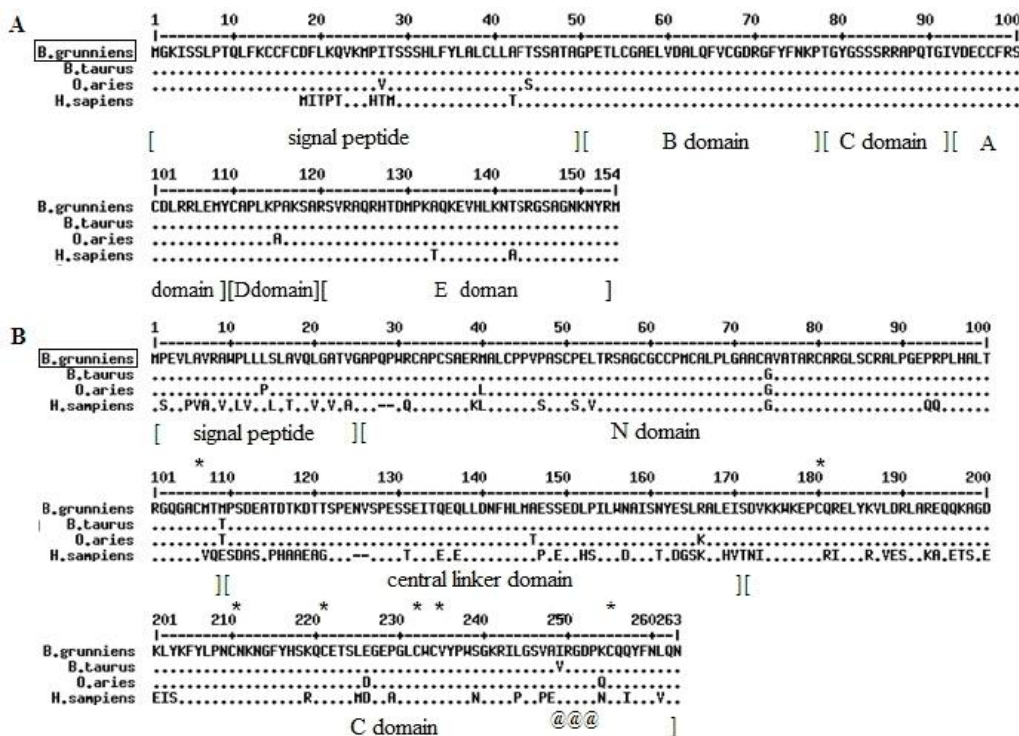 A
1 10 20 30 40 50 60 70 80 90 100
|--------+---------+---------+---------+---------+---------+---------+---------+---------+---------|
B.grunniens MGKISSLPTQLFKCCFCDFLKQVKMPITSSSHLFYLALCLLAFTSSATAGPETLCGAELVDALQFVCGDRGFYFNKPTGYGSSSRRAPQTGIVDECCFRS
B.taurus ....................................................................................................
O.aries ..........................V................S........................................................
H.sapiens MITPT...HTM.............T..........................................................
[ signal peptide ][ B domain ][ C domain ][ A
101 110 120 130 140 150 154
|--------+---------+---------+---------+---------+---|
B.grunniens CDLRRLEMYCAPLKPAKSARSVRAQRHTDMPKAQKEVHLKNTSRGSAGNKNYRM
B.taurus ......................................................
O.aries ..............A.......................................
H.sapiens ................................T........A............
domain ][Ddomain][ E doman ]
B
1 10 20 30 40 50 60 70 80 90 100
|--------+---------+---------+---------+---------+---------+---------+---------+---------+---------|
B.grunniens MPEVLAVRAWPLLLSLAVQLGATVGAPQPWRCAPCSAERMALCPPVPASCPELTRSAGCGCCPMCALPLGAACAVATARCARGLSCRALPGEPRPLHALT
B.taurus .........................................................................G..........................
O.aries .............P.........................L.................................G..........................
H.sampiens .S..PVA.V.LV..L.T..V.V.A...--.Q.......KL......S...S.V....................G..................QQ......
[ signal peptide ][ N domain
* *
101 110 120 130 140 150 160 170 180 190 200
|--------+---------+---------+---------+---------+---------+---------+---------+---------+---------|
B.grunniens RGQGACMTMPSDEATDTKDTTSPENVSPESSEITQEQLLDNFHLMAESSEDLPILWNAISNYESLRALEISDVKKWKEPCQRELYKVLDRLAREQQKAGD
B.taurus ........T...........................................................................................
O.aries ........T....................................T...................K..................................
H.sampiens ......VQESDAS.PHAAEAG....--....T...E.E.........P.E..HS...D...T.DGSK..HVTNI.......RI...R.VES..KA.ETS.E
][ central linker domain ][
* * * * *
201 210 220 230 240 250 260263
|--------+---------+---------+---------+---------+---------+--|
B.grunniens KLYKFYLPNCNKNGFYHSKQCETSLEGEPGLCWCVYPWSGKRILGSVAIRGDPKCQQYFNLQN
B.taurus ................................................V..............
O.aries .........................D...........................Q.........
H.sampiens EIS...............R.....MD..A.........N....P..PE.....N..I...V..
C domain @@@ ]